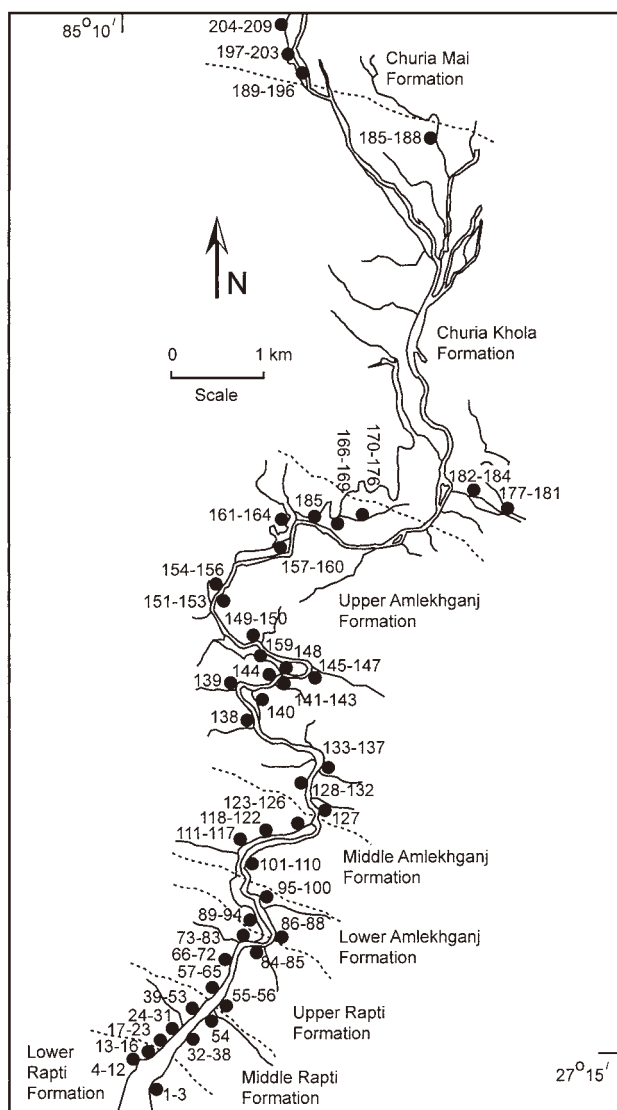 85°10'
204-209
197-203
189-196
Churia Mai
Formation
185-188
N
0 1 km
Scale
Churia Khola
Formation
166-169
170-176
182-184
177-181
185
161-164
157-160
154-156
151-153
Upper Amlekhganj
Formation
149-150
159
148
144
145-147
139
141-143
140
138
133-137
128-132
123-126
127
118-122
111-117
Middle Amlekhganj
Formation
101-110
95-100
89-94
86-88
73-83
Lower Amlekhganj
Formation
84-85
66-72
57-65
55-56
39-53
Upper Rapti
Formation
24-31
54
17-23
32-38
13-16
Lower
Rapti
Formation
4-12
Middle Rapti
Formation
1-3
27°15'